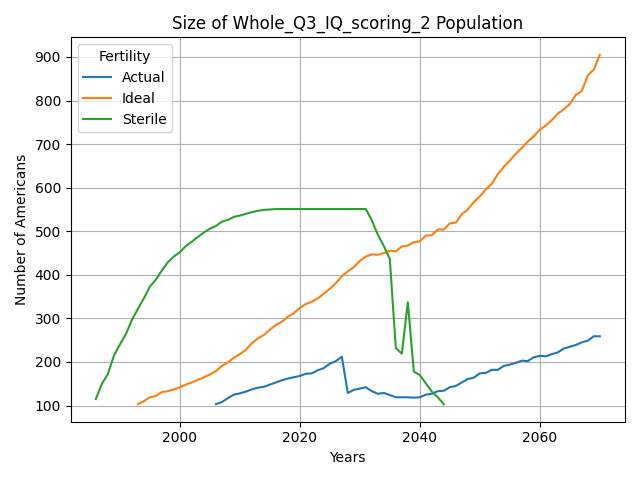 Size of Whole_Q3_IQ_scoring_2 Population
Fertility
Actual
Ideal
Sterile
Number of Americans
900
800
700
600
500
400
300
200
100
2000
2020
2040
2060
Years